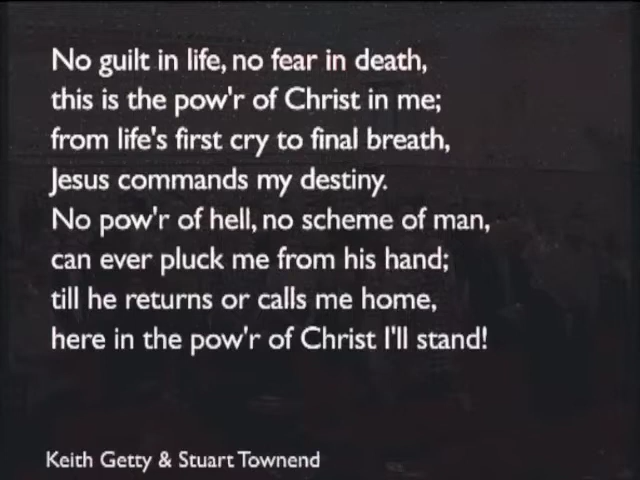 No guilt in life, no fear in death,
this is the pow'r of Christ in me;
from life's first cry to final breath,
Jesus commands my destiny.
No pow'r of hell, no scheme of man,
can ever pluck me from his hand;
till he returns or calls me home,
here in the pow'r of Christ I'll stand!
Keith Getty & Stuart Townend